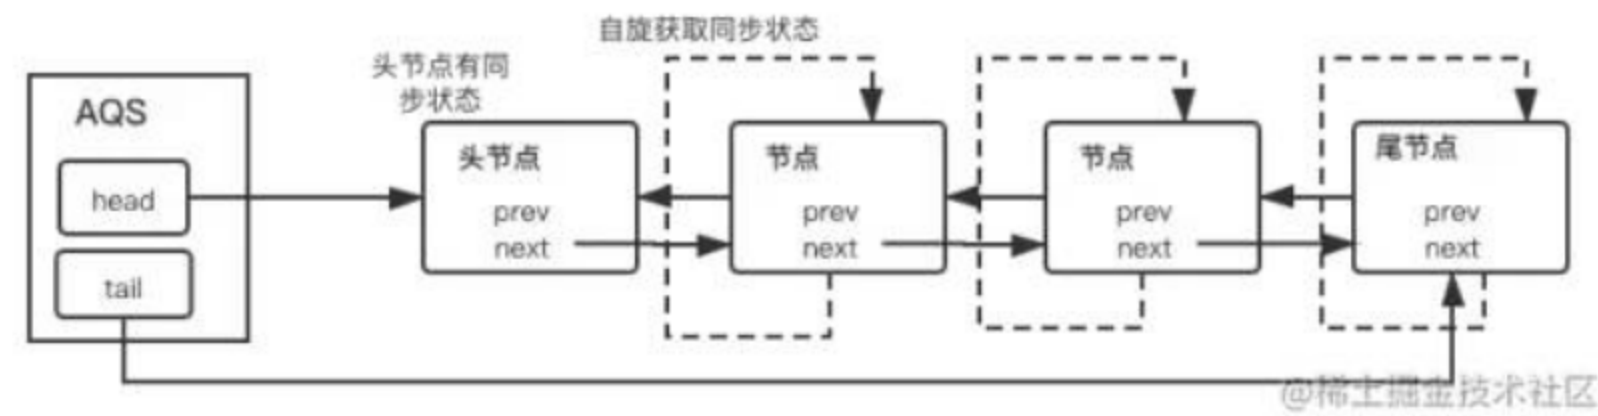 自旋获取同步状态
头节点有同
步状态
AQS
head
tail
头节点
prev
next
节点
prev
next
节点
prev
next
尾节点
prev
next
@稀土掘金技术社区